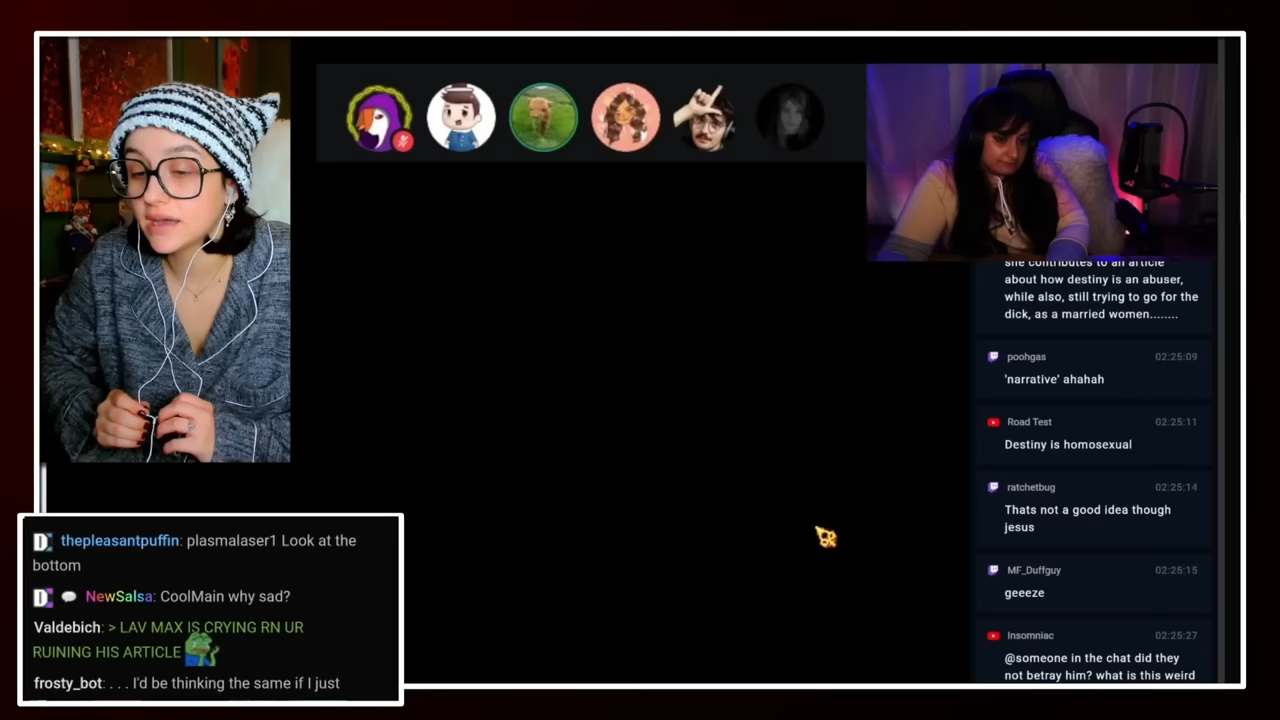 she contributes to an article
about how destiny is an abuser,
while also, still trying to go for the
dick, as a married women........
poohgas 02:25:09
'narrative' ahahah
Road Test 02:25:11
Destiny is homosexual
ratchetbug 02:25:14
Thats not a good idea though
jesus
MF_Duffguy 02:25:15
geeeze
Insomniac 02:25:27
@someone in the chat did they
not betray him? what is this weird
thepleasantpuffin: plasmalaser1 Look at the
bottom
NewSalsa: CoolMain why sad?
Valdebich: > LAV MAX IS CRYING RN UR
RUINING HIS ARTICLE
frosty_bot: . . . I'd be thinking the same if I just